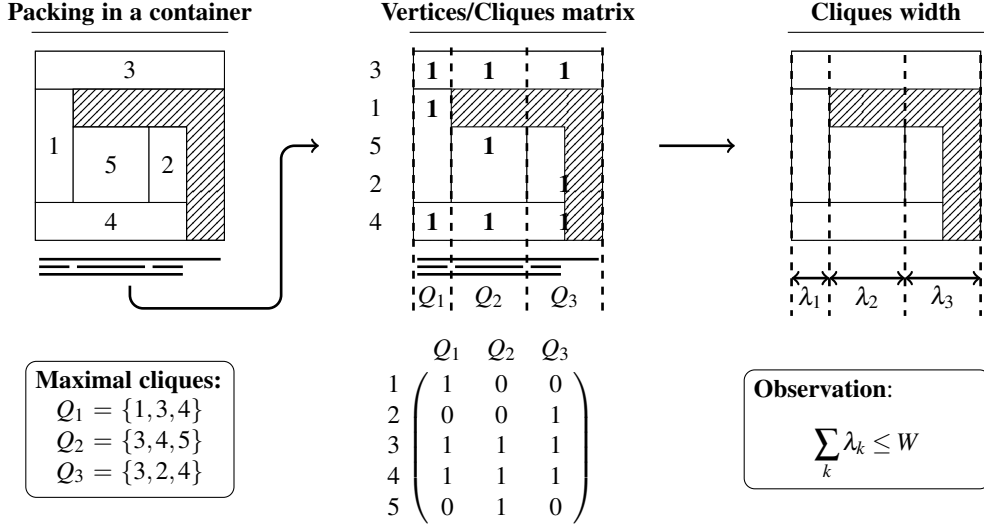 Packing in a container
3
1
5
2
4
Maximal cliques:
Q₁ = {1,3,4}
Q₂ = {3,4,5}
Q₃ = {3,2,4}
Vertices/Cliques matrix
3 1 1 1
1 1
5 1
2 1
4 1 1 1
Q₁ Q₂ Q₃
Q₁ Q₂ Q₃
1 1 0 0
2 0 0 1
3 1 1 1
4 1 1 1
5 0 1 0
Cliques width
λ₁ λ₂ λ₃
Observation:
∑ λₖ ≤ W
k